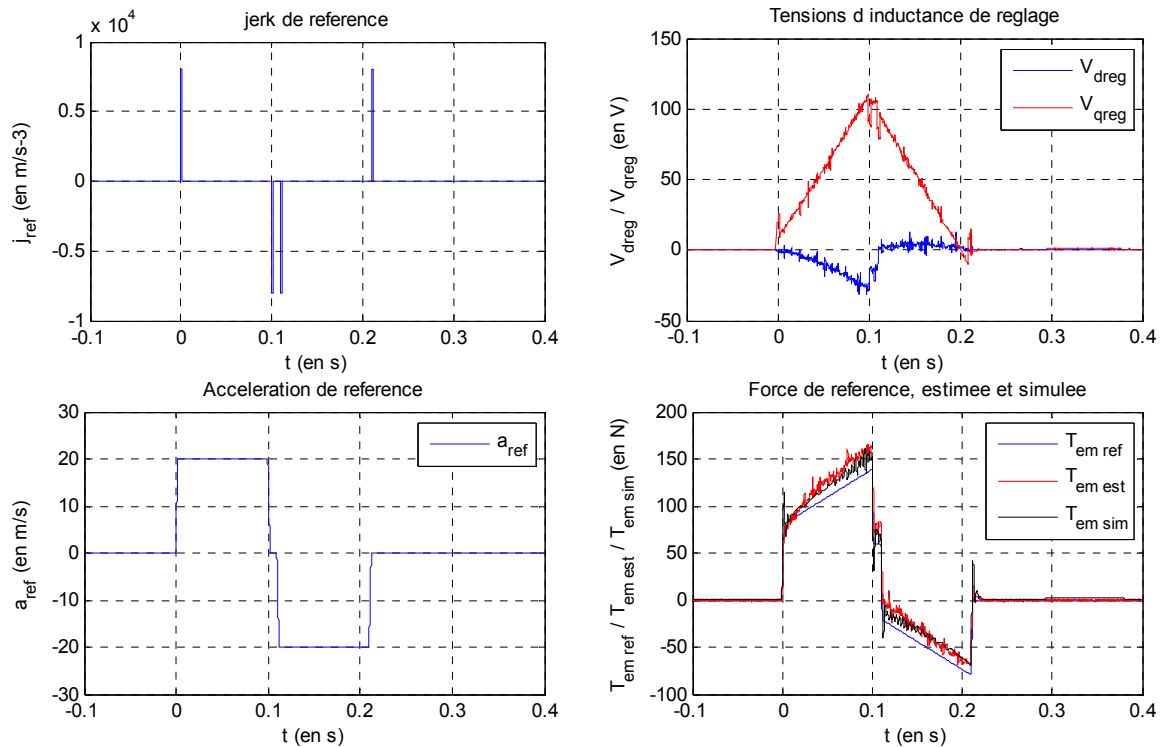 jerk de reference
1 x 10^4
0.5
0
-0.5
-1
-0.1 0 0.1 0.2 0.3 0.4
j_ref (en m/s-3)
t (en s)
Tensions d inductance de reglage
150
100
50
0
-50
-0.1 0 0.1 0.2 0.3 0.4
V_dreg / V_qreg (en V)
t (en s)
V_dreg
V_qreg
Acceleration de reference
30
20
10
0
-10
-20
-30
-0.1 0 0.1 0.2 0.3 0.4
a_ref (en m/s)
t (en s)
a_ref
Force de reference, estimee et simulee
200
150
100
50
0
-50
-100
-0.1 0 0.1 0.2 0.3 0.4
T_em ref / T_em est / T_em sim (en N)
t (en s)
T_em ref
T_em est
T_em sim